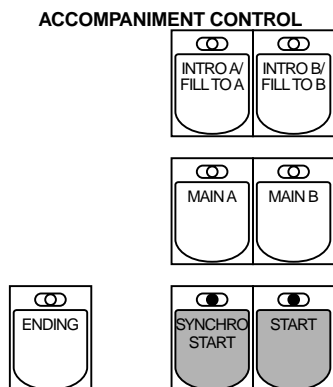 ACCOMPANIMENT CONTROL
INTRO A/
FILL TO A
INTRO B/
FILL TO B
MAIN A
MAIN B
ENDING
SYNCHRO
START
START